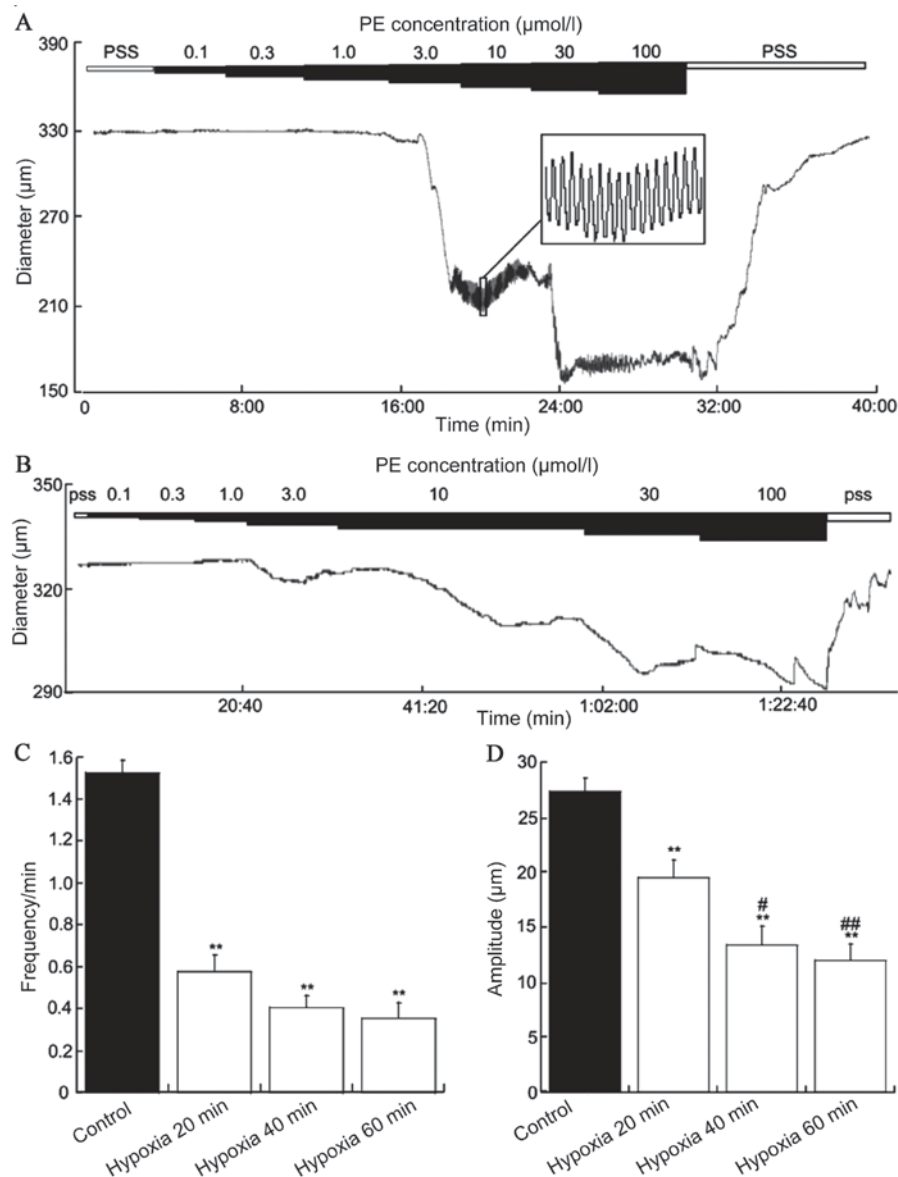 A
PE concentration (µmol/l)
390
PSS 0.1 0.3 1.0 3.0 10 30 100 PSS
330
270
210
150
Diameter (µm)
0 8:00 16:00 24:00 32:00 40:00
Time (min)
B
PE concentration (µmol/l)
350
pss 0.1 0.3 1.0 3.0 10 30 100 pss
320
290
Diameter (µm)
20:40 41:20 1:02:00 1:22:40
Time (min)
C
1.6
1.4
1.2
1.0
0.8
0.6
0.4
0.2
0
Frequency/min
**
**
**
Control
Hypoxia 20 min
Hypoxia 40 min
Hypoxia 60 min
D
30
25
20
15
10
5
0
Amplitude (µm)
**
#
**
##
**
Control
Hypoxia 20 min
Hypoxia 40 min
Hypoxia 60 min